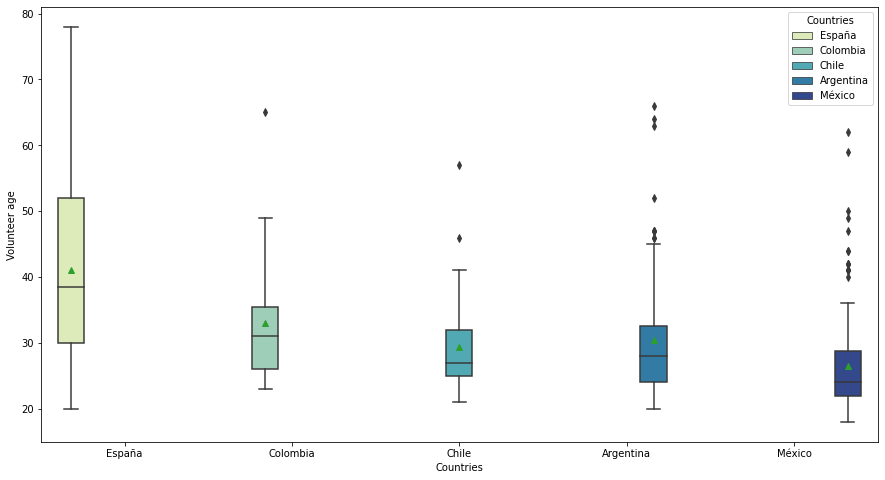 80
70
60
50
40
30
20
Volunteer age
Countries
España
Colombia
Chile
Argentina
México
España
Colombia
Chile
Argentina
México
Countries